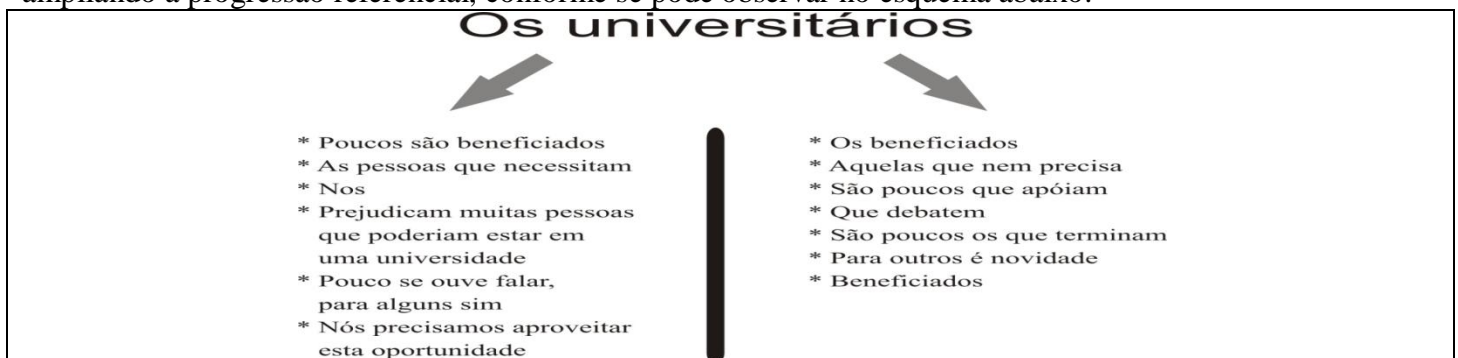 ampliando a progressão referencial, conforme se pode observar no esquema abaixo:
Os universitários
* Poucos são beneficiados
* As pessoas que necessitam
* Nos
* Prejudicam muitas pessoas
que poderiam estar em
uma universidade
* Pouco se ouve falar,
para alguns sim
* Nós precisamos aproveitar
esta oportunidade
* Os beneficiados
* Aquelas que nem precisa
* São poucos que apóiam
* Que debatem
* São poucos os que terminam
* Para outros é novidade
* Beneficiados